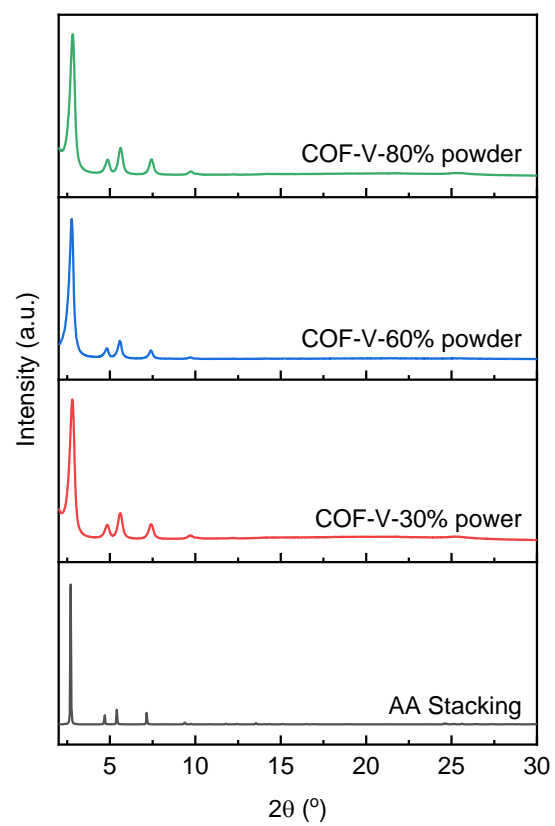 COF-V-80% powder
COF-V-60% powder
COF-V-30% power
AA Stacking
Intensity (a.u.)
5 10 15 20 25 30
2θ (°)